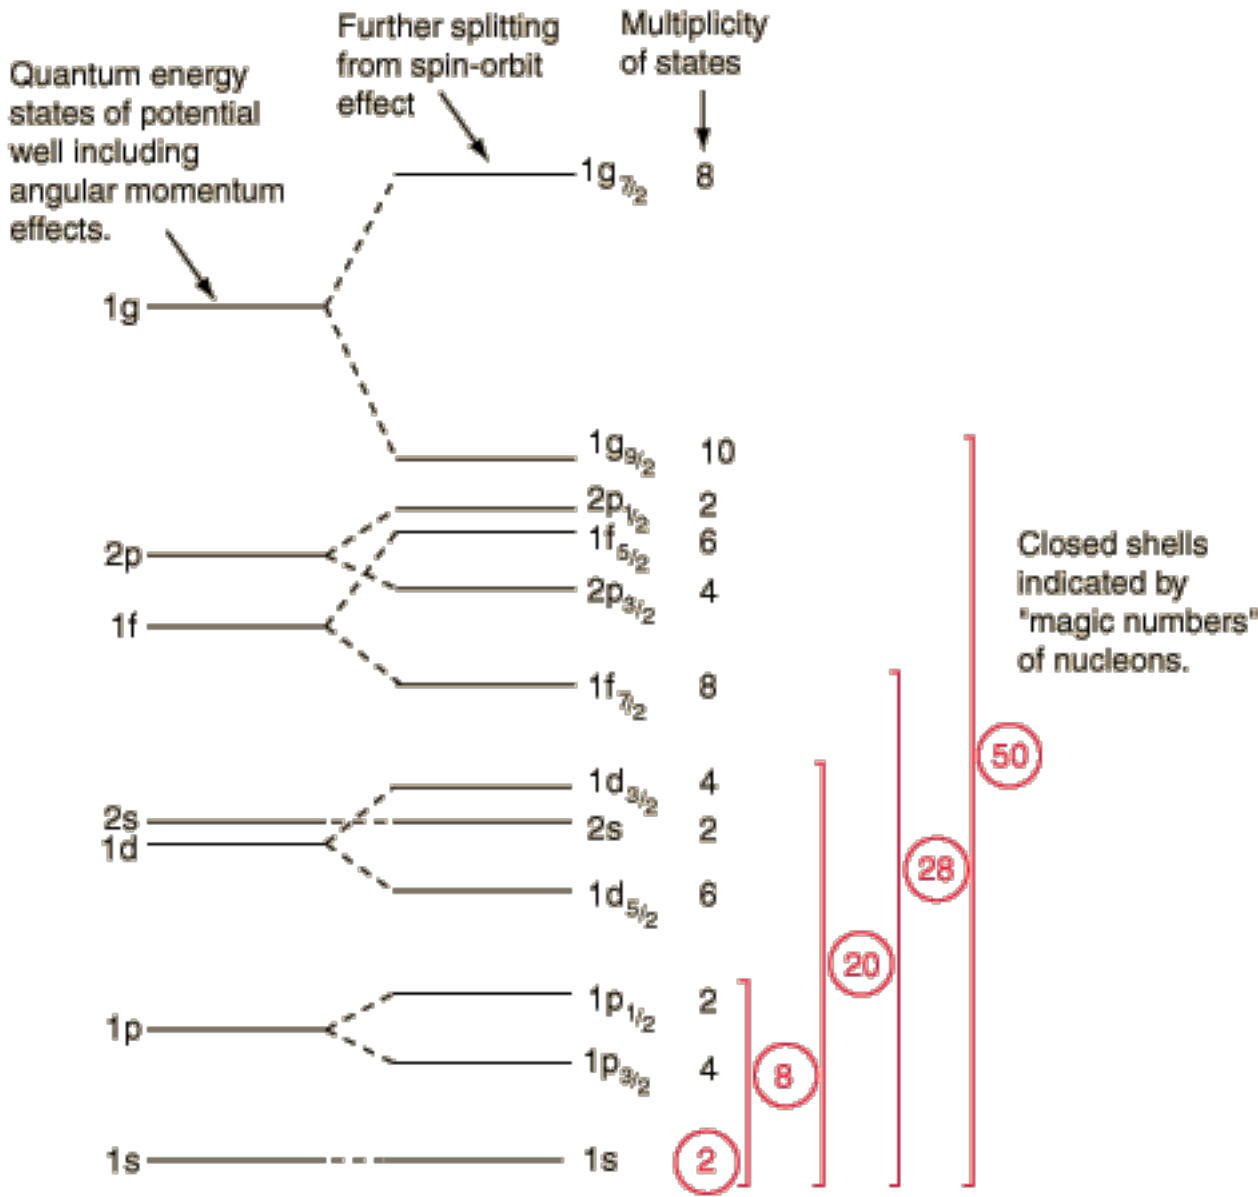 Quantum energy
states of potential
well including
angular momentum
effects.
Further splitting
from spin-orbit
effect
Multiplicity
of states
1g7/2 8
1g
1g9/2 10
2p1/2 2
1f5/2 6
2p
2p3/2 4
1f
1f7/2 8
Closed shells
indicated by
"magic numbers"
of nucleons.
50
1d3/2 4
2s 2s 2
1d
28
1d5/2 6
20
1p1/2 2
1p
1p3/2 4
8
1s 1s 2